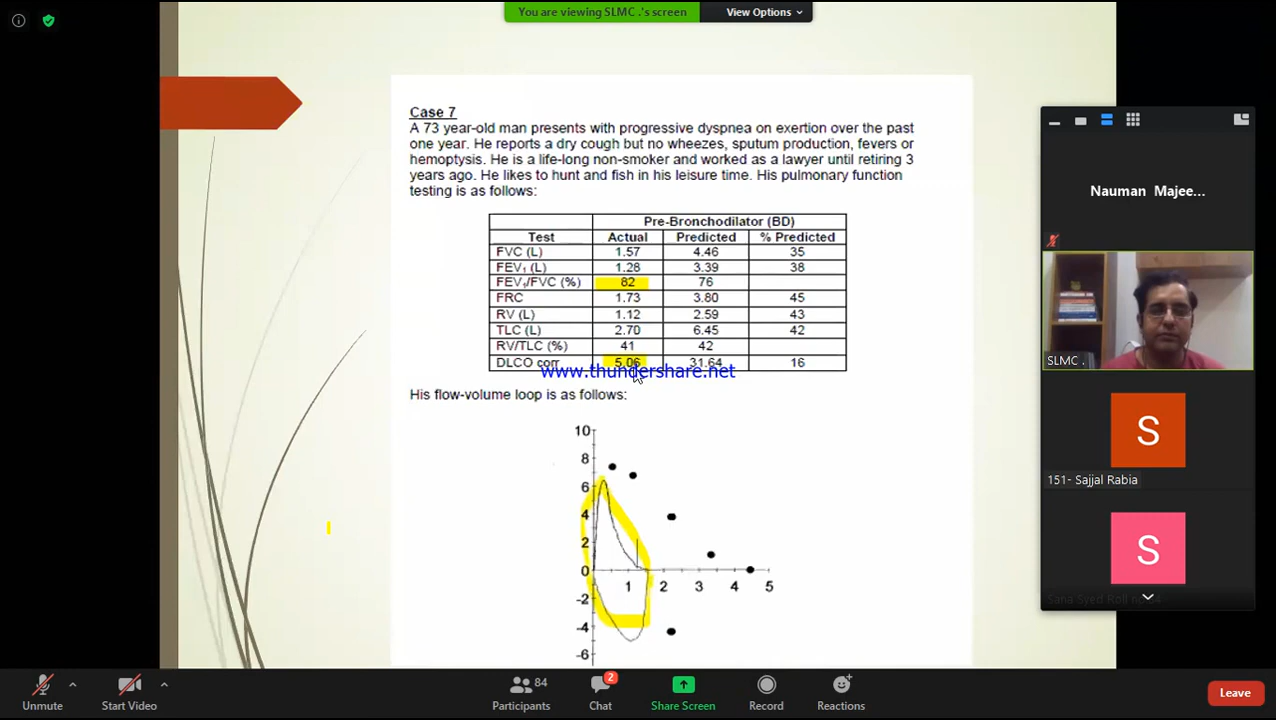 You are viewing SLMC .'s screen
View Options
Case 7
A 73 year-old man presents with progressive dyspnea on exertion over the past
one year. He reports a dry cough but no wheezes, sputum production, fevers or
hemoptysis. He is a life-long non-smoker and worked as a lawyer until retiring 3
years ago. He likes to hunt and fish in his leisure time. His pulmonary function
testing is as follows:
Pre-Bronchodilator (BD)
Test Actual Predicted % Predicted
FVC (L) 1.57 4.46 35
FEV₁ (L) 1.28 3.39 38
FEV₁/FVC (%) 82 76
FRC 1.73 3.80 45
RV (L) 1.12 2.59 43
TLC (L) 2.70 6.45 42
RV/TLC (%) 41 42
DLCO corr 5.06 31.64 16
www.thundershare.net
His flow-volume loop is as follows:
10
8
6
4
2
0
-2
-4
-6
1 2 3 4 5
Nauman Majee...
SLMC .
S
151- Sajjal Rabia
S
Unmute
Start Video
Participants
84
Chat
2
Share Screen
Record
Reactions
Leave